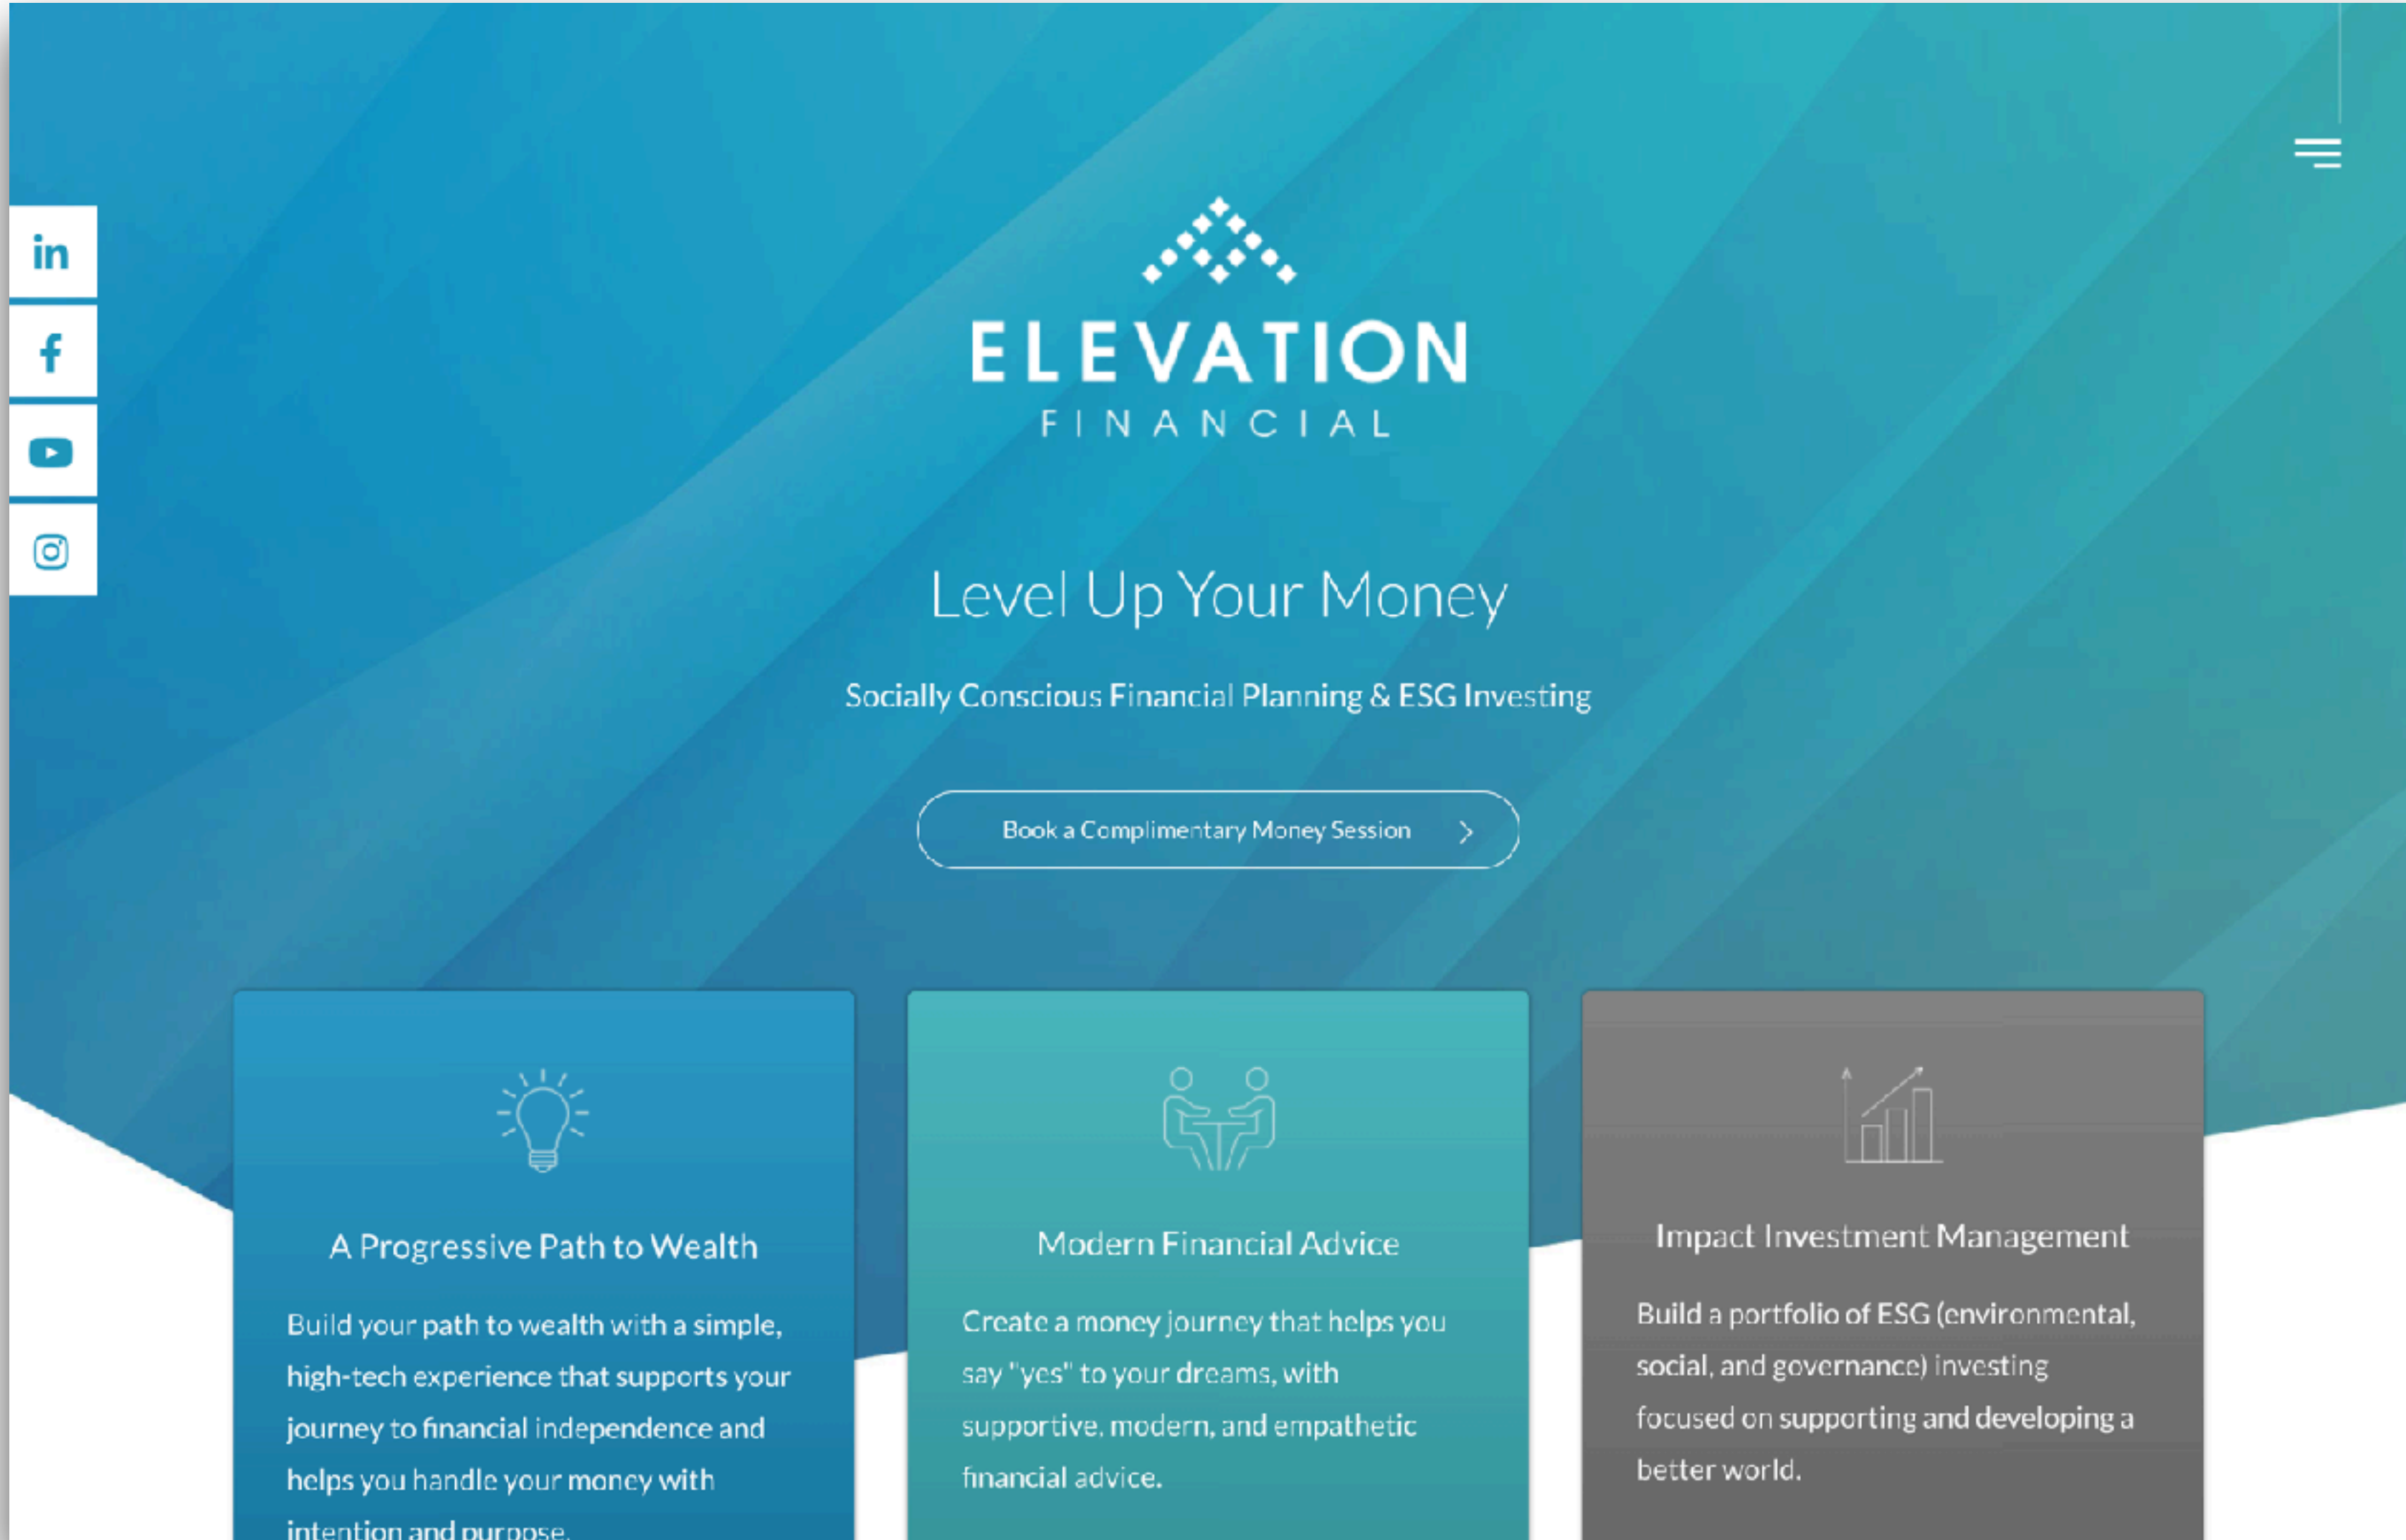 ELEVATION
FINANCIAL
in
f
Level Up Your Money
Socially Conscious Financial Planning & ESG Investing
Book a Complimentary Money Session
A Progressive Path to Wealth
Build your path to wealth with a simple,
high-tech experience that supports your
journey to financial independence and
helps you handle your money with
intention and purpose.
Modern Financial Advice
Create a money journey that helps you
say "yes" to your dreams, with
supportive, modern, and empathetic
financial advice.
Impact Investment Management
Build a portfolio of ESG (environmental,
social, and governance) investing
focused on supporting and developing a
better world.